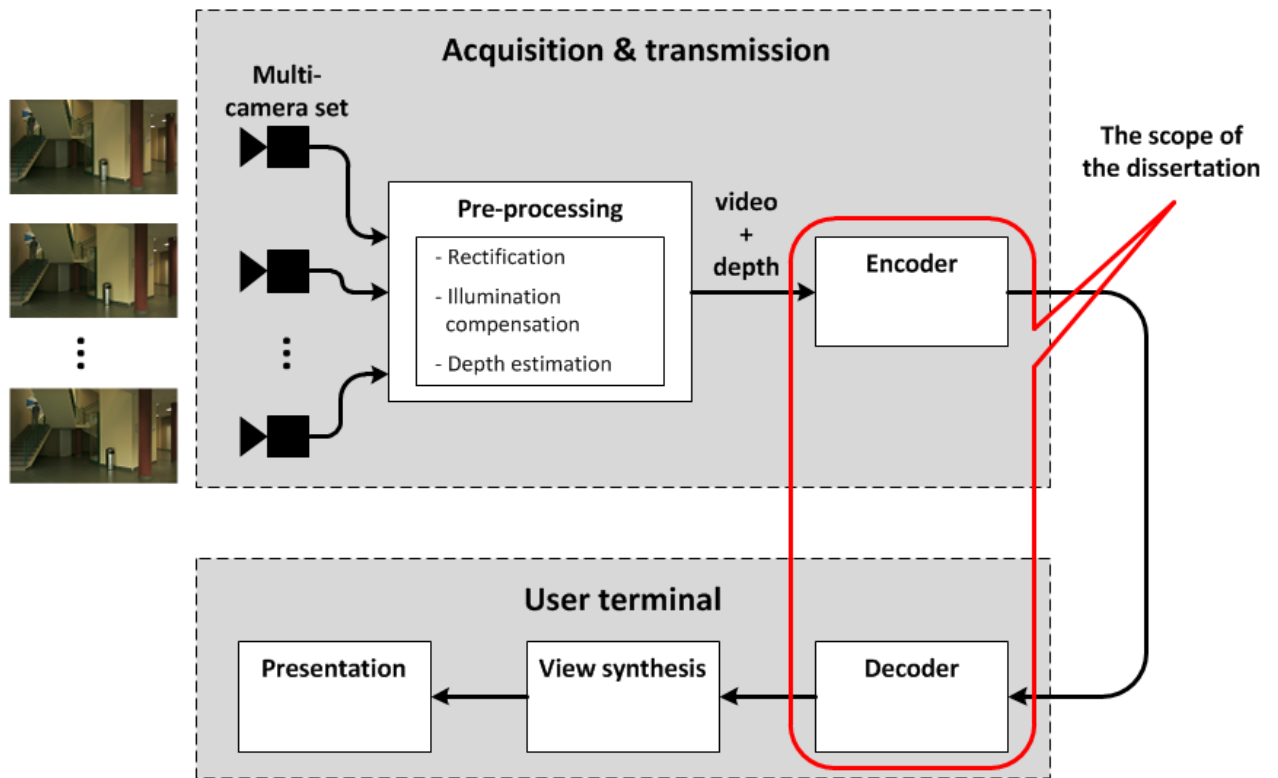 Acquisition & transmission
Multi-
camera set
The scope of
the dissertation
Pre-processing
- Rectification
- Illumination
compensation
- Depth estimation
video
+
depth
Encoder
User terminal
Presentation
View synthesis
Decoder